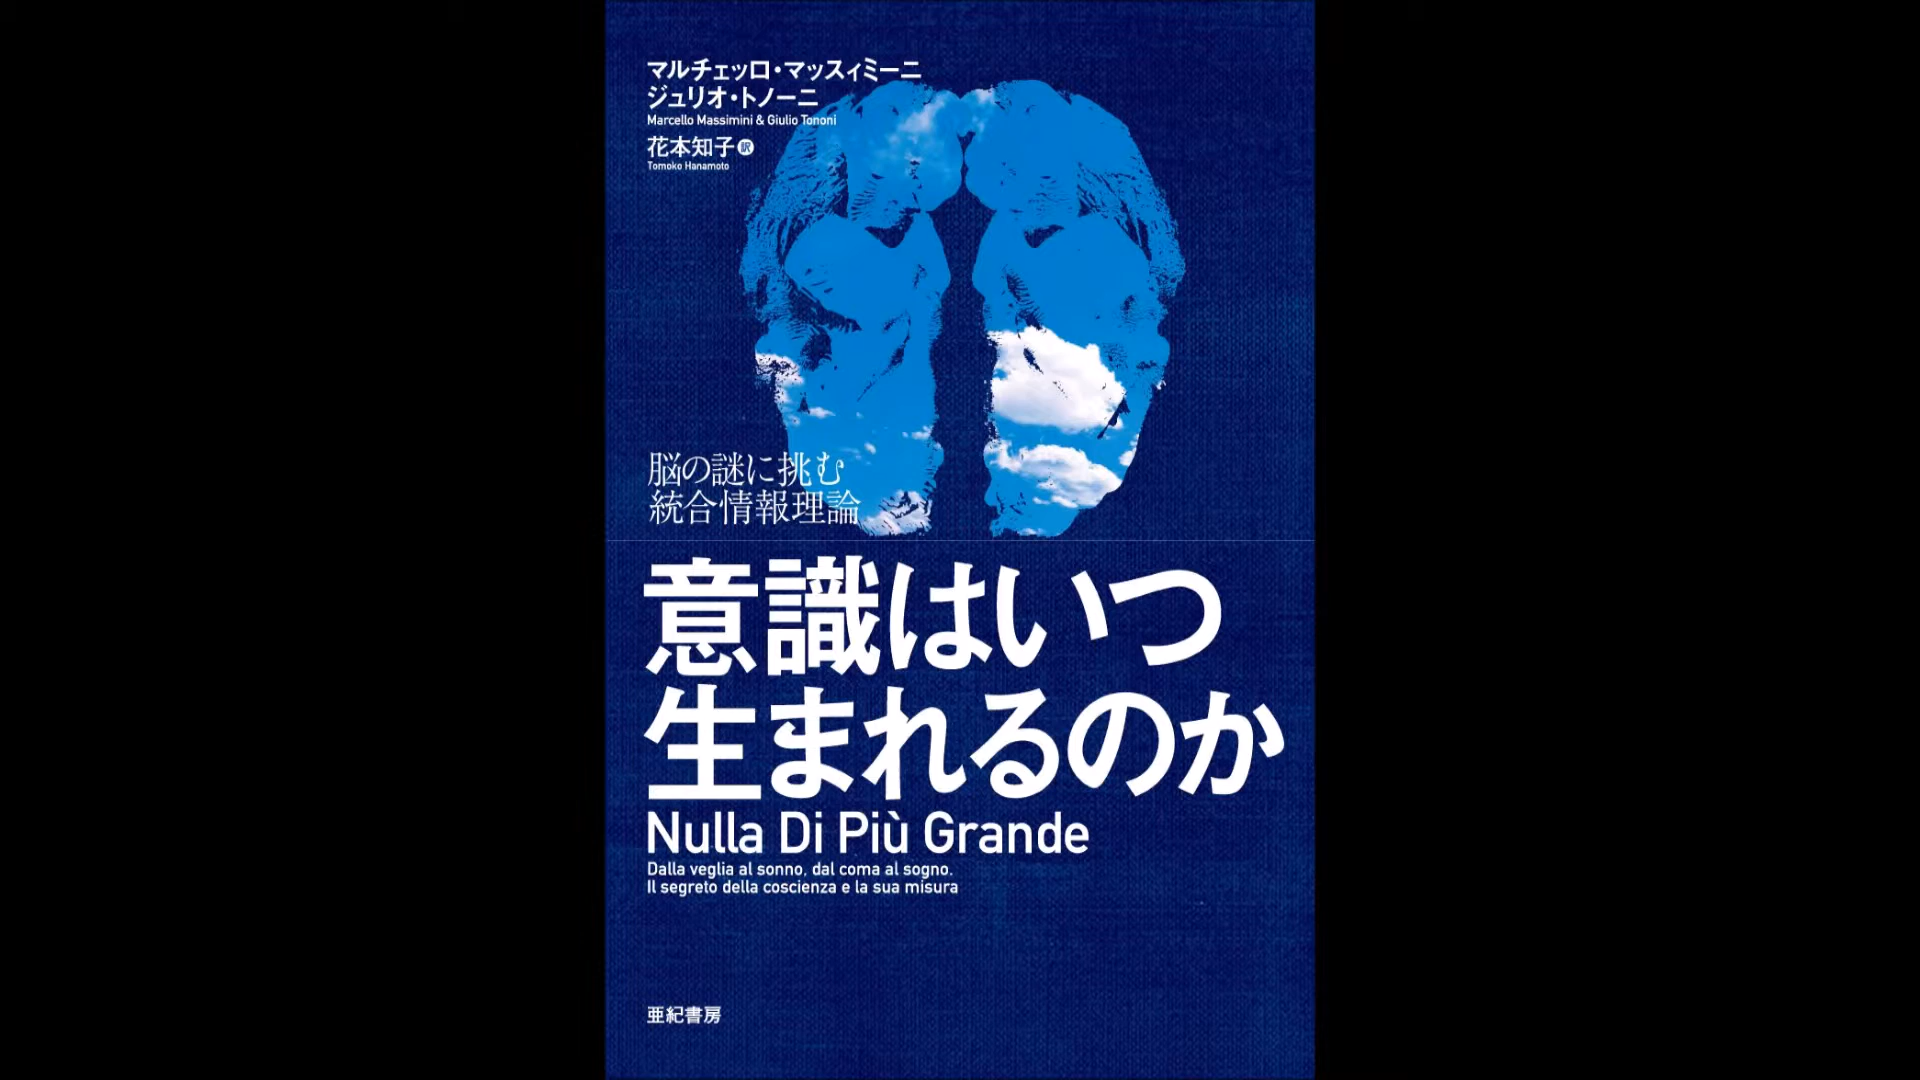 マルチェッロ・マッスィミーニ
ジュリオ・トノーニ
Marcello Massimini & Giulio Tononi
花本知子 訳
Tomoko Hanamoto
脳の謎に挑む
統合情報理論
意識はいつ
生まれるのか
Nulla Di Più Grande
Dalla veglia al sonno, dal coma al sogno.
Il segreto della coscienza e la sua misura
亜紀書房